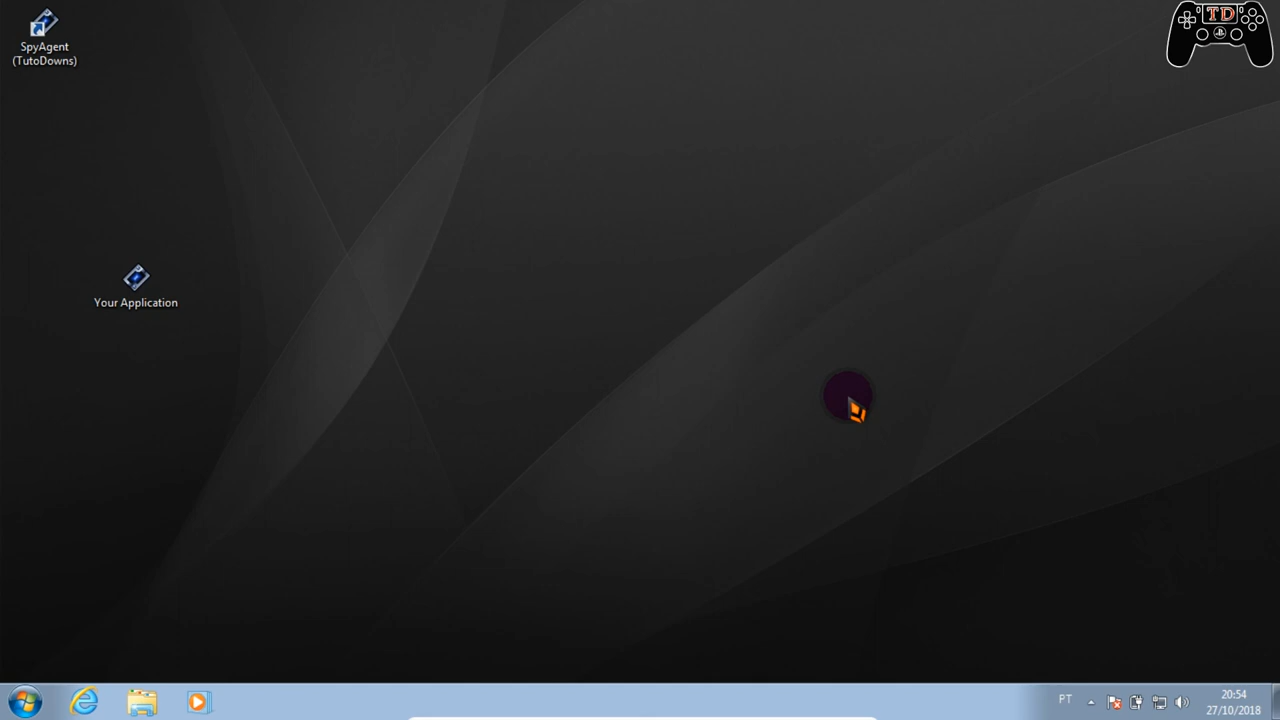 SpyAgent
(TutoDowns)
TD
Your Application
PT
20:54
27/10/2018